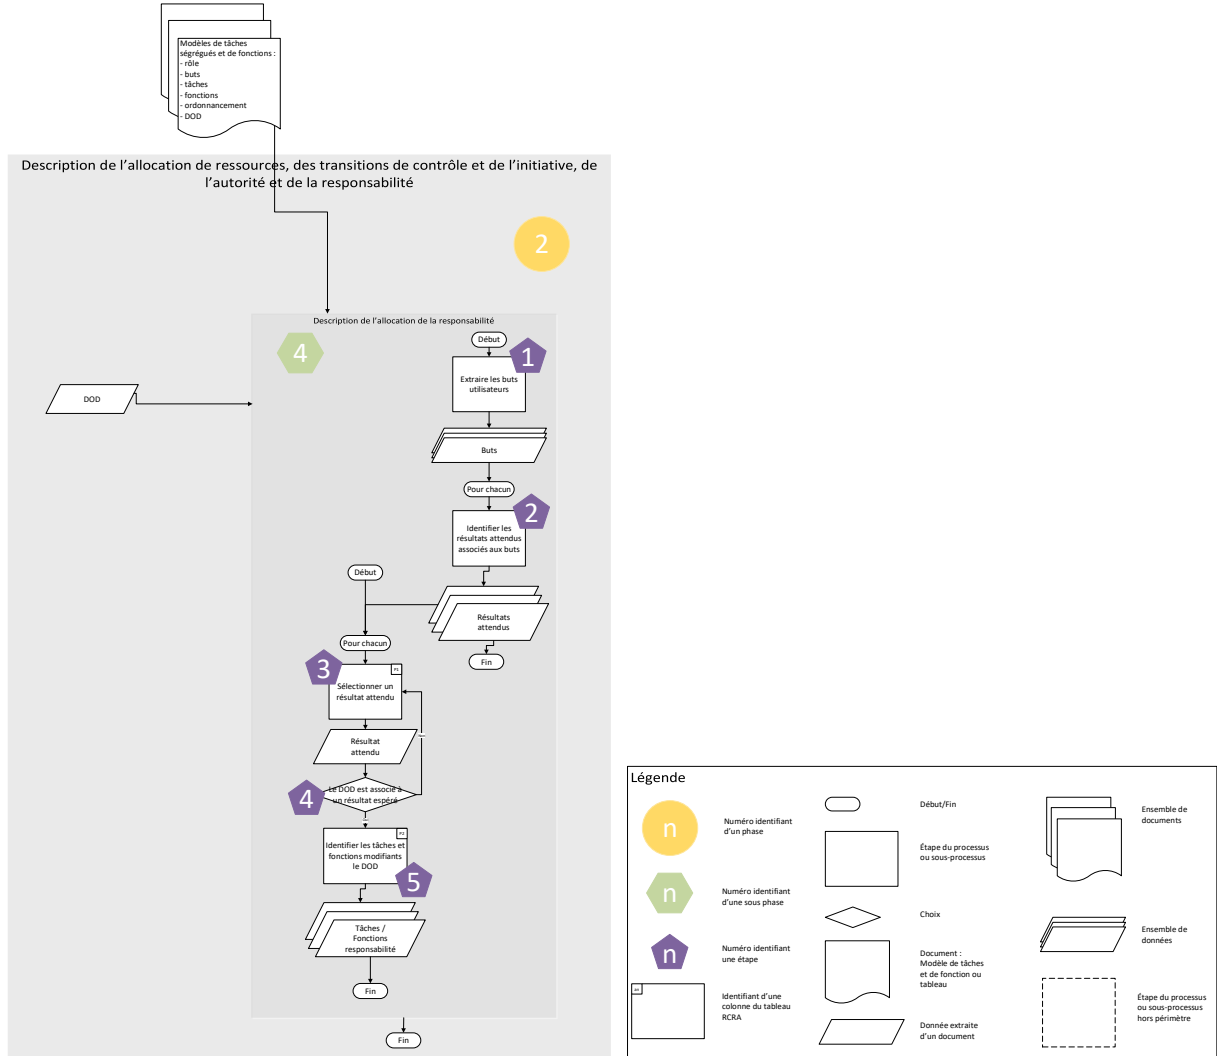 Modèles de tâches
ségrégués et de fonctions :
- rôle
- buts
- tâches
- fonctions
- ordonnancement
- DOD
Description de l’allocation de ressources, des transitions de contrôle et de l’initiative, de
l’autorité et de la responsabilité
2
Description de l’allocation de la responsabilité
4
Début
1
Extraire les buts
utilisateurs
DOD
Buts
Pour chacun
2
Identifier les
résultats attendus
associés aux buts
Début
Résultats
attendus
Pour chacun
Fin
3
P1
Sélectionner un
résultat attendu
Résultat
attendu
4
Le DOD est associé à
un résultat espéré
P2
Identifier les tâches et
fonctions modifiants
le DOD
5
Tâches /
Fonctions
responsabilité
Fin
Fin
Légende
n
Numéro identifiant
d’un phase
n
Numéro identifiant
d’une sous phase
n
Numéro identifiant
une étape
Identifiant d’une
colonne du tableau
RCRA
Début/Fin
Étape du processus
ou sous-processus
Choix
Document :
Modèle de tâches
et de fonction ou
tableau
Donnée extraite
d’un document
Ensemble de
documents
Ensemble de
données
Étape du processus
ou sous-processus
hors périmètre